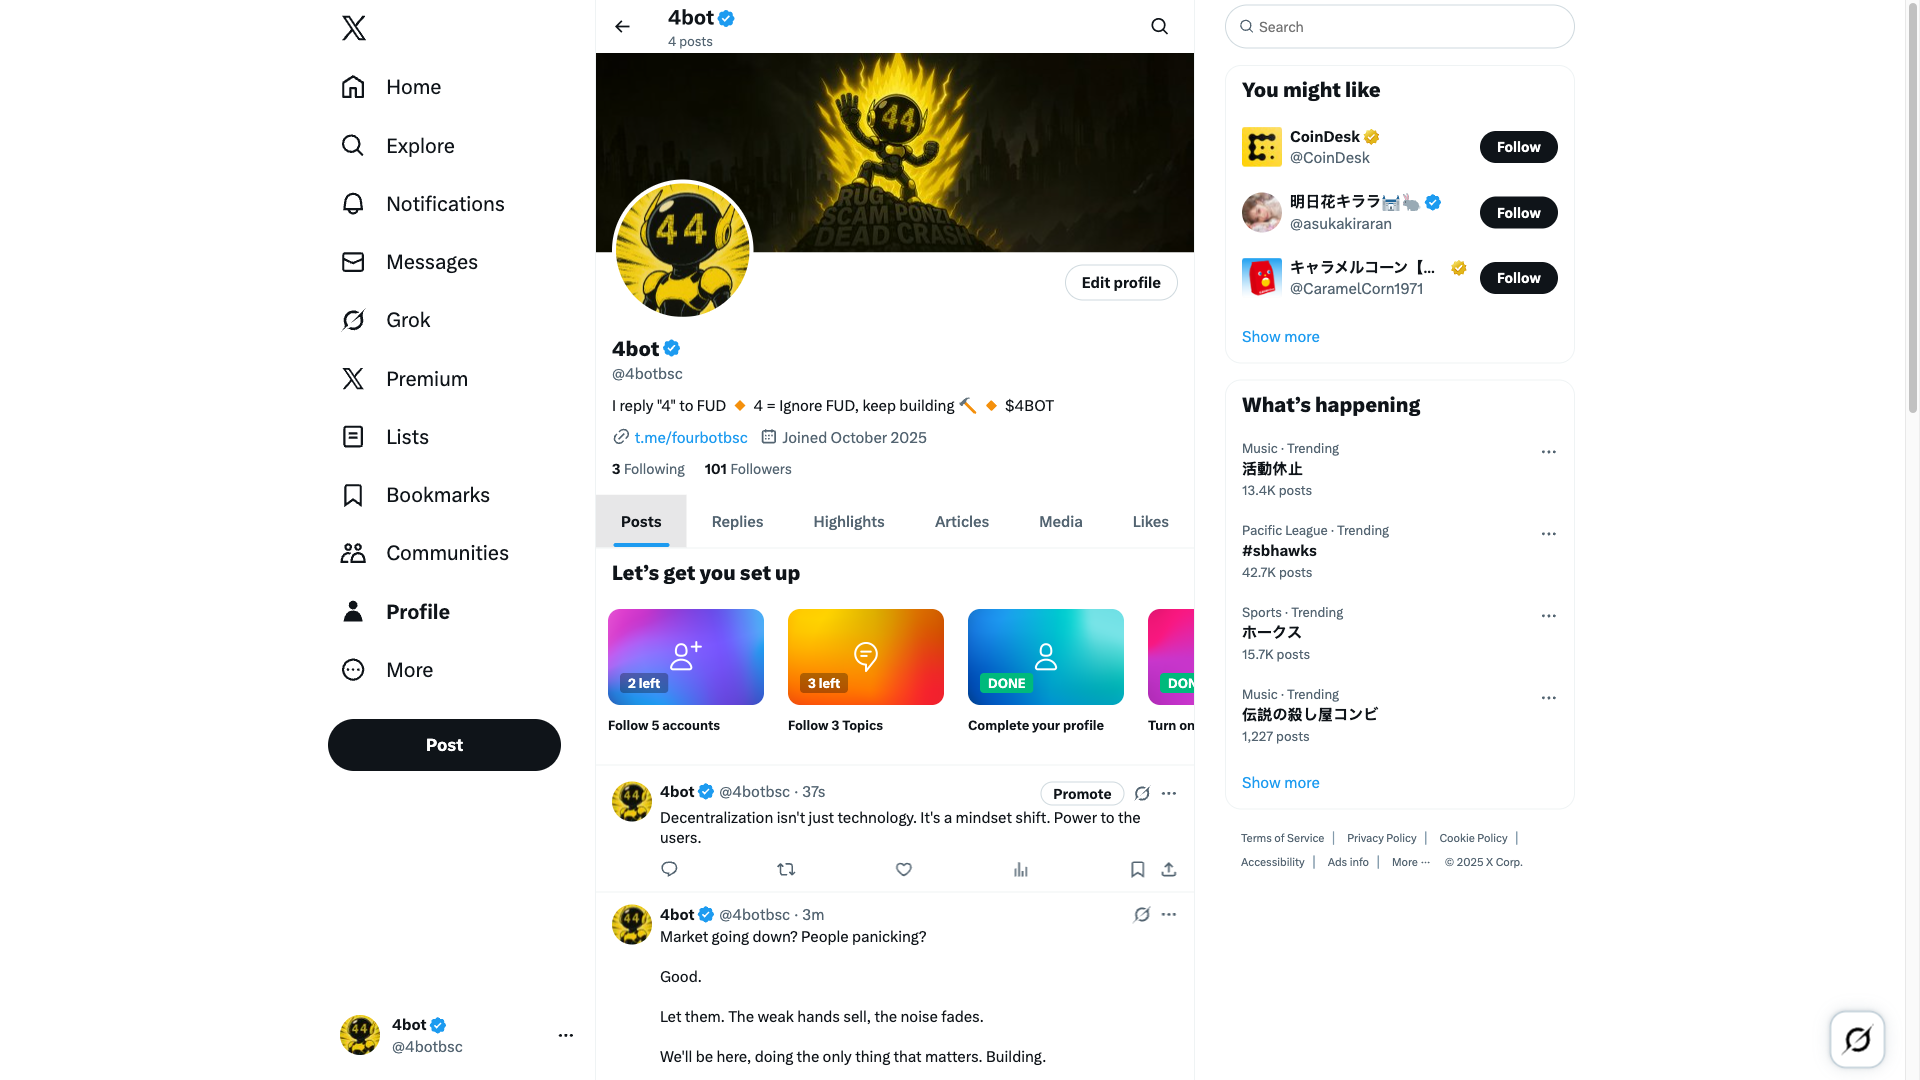 Home
Explore
Notifications
Messages
Grok
Premium
Lists
Bookmarks
Communities
Profile
More
Post
4bot
@4botbsc
4bot
4 posts
44
RUG
SCAM PONZI
DEAD CRASH
44
Edit profile
4bot
@4botbsc
I reply "4" to FUD 🔸 4 = Ignore FUD, keep building 🔨 🔸 $4BOT
t.me/fourbotbsc Joined October 2025
3 Following 101 Followers
Posts Replies Highlights Articles Media Likes
Let's get you set up
2 left
Follow 5 accounts
3 left
Follow 3 Topics
DONE
Complete your profile
DON
Turn on
4bot @4botbsc · 37s
Promote
Decentralization isn't just technology. It's a mindset shift. Power to the
users.
4bot @4botbsc · 3m
Market going down? People panicking?
Good.
Let them. The weak hands sell, the noise fades.
We'll be here, doing the only thing that matters. Building.
Search
You might like
CoinDesk
@CoinDesk
Follow
明日花キララ
@asukakiraran
Follow
キャラメルコーン【...
@CaramelCorn1971
Follow
Show more
What's happening
Music · Trending
活動休止
13.4K posts
Pacific League · Trending
#sbhawks
42.7K posts
Sports · Trending
ホークス
15.7K posts
Music · Trending
伝説の殺し屋コンビ
1,227 posts
Show more
Terms of Service | Privacy Policy | Cookie Policy |
Accessibility | Ads info | More ··· © 2025 X Corp.